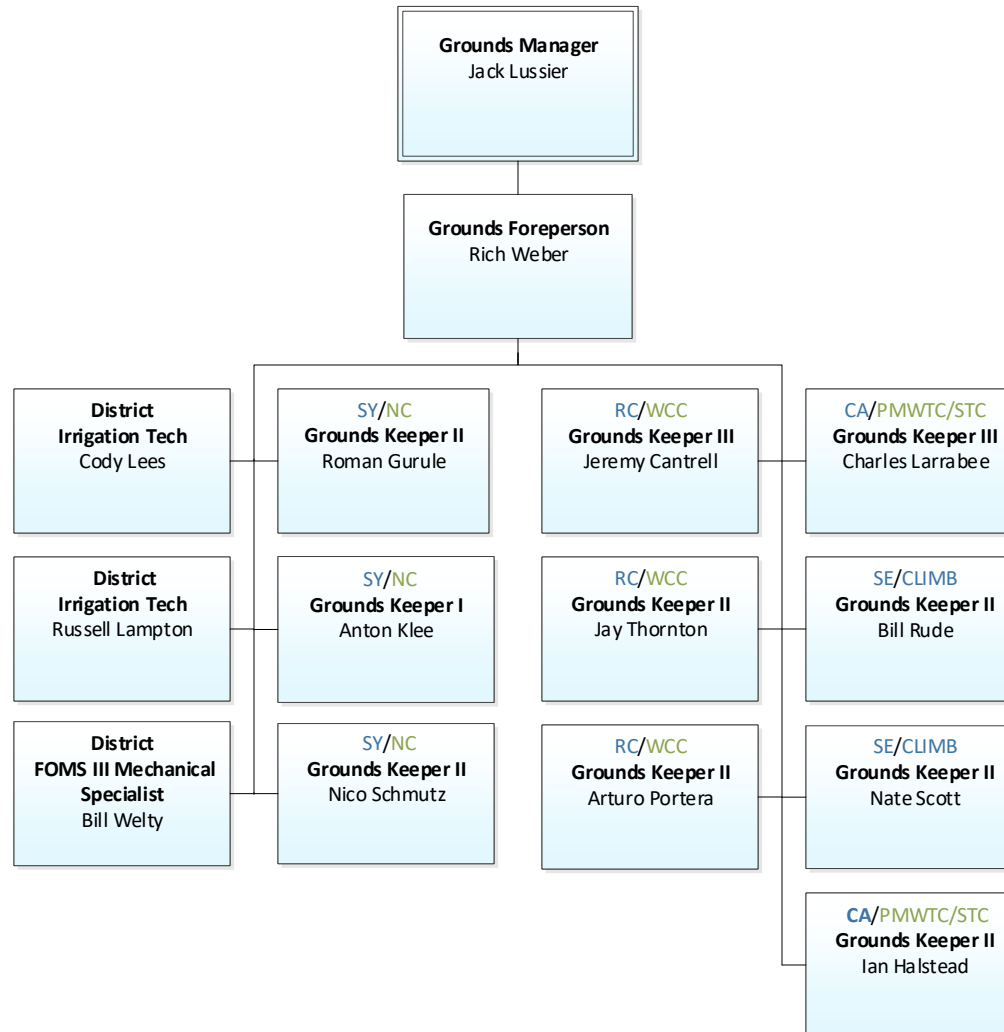 Grounds Manager
Jack Lussier
Grounds Foreperson
Rich Weber
District
Irrigation Tech
Cody Lees
SY/NC
Grounds Keeper II
Roman Gurule
RC/WCC
Grounds Keeper III
Jeremy Cantrell
CA/PMWTC/STC
Grounds Keeper III
Charles Larrabee
District
Irrigation Tech
Russell Lampton
SY/NC
Grounds Keeper I
Anton Klee
RC/WCC
Grounds Keeper II
Jay Thornton
SE/CLIMB
Grounds Keeper II
Bill Rude
District
FOMS III Mechanical
Specialist
Bill Welty
SY/NC
Grounds Keeper II
Nico Schmutz
RC/WCC
Grounds Keeper II
Arturo Portera
SE/CLIMB
Grounds Keeper II
Nate Scott
CA/PMWTC/STC
Grounds Keeper II
Ian Halstead